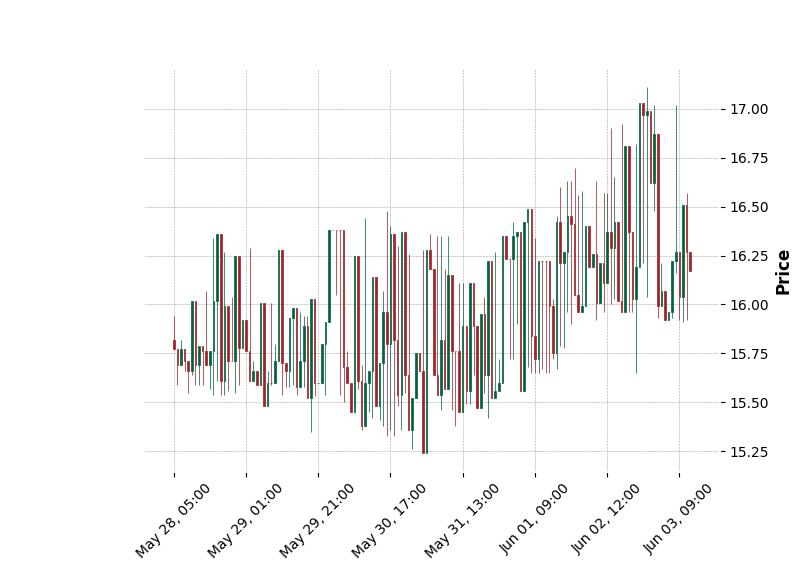 17.00
16.75
16.50
16.25
16.00
15.75
15.50
15.25
Price
May 28, 05:00
May 29, 01:00
May 29, 21:00
May 30, 17:00
May 31, 13:00
Jun 01, 09:00
Jun 02, 12:00
Jun 03, 09:00